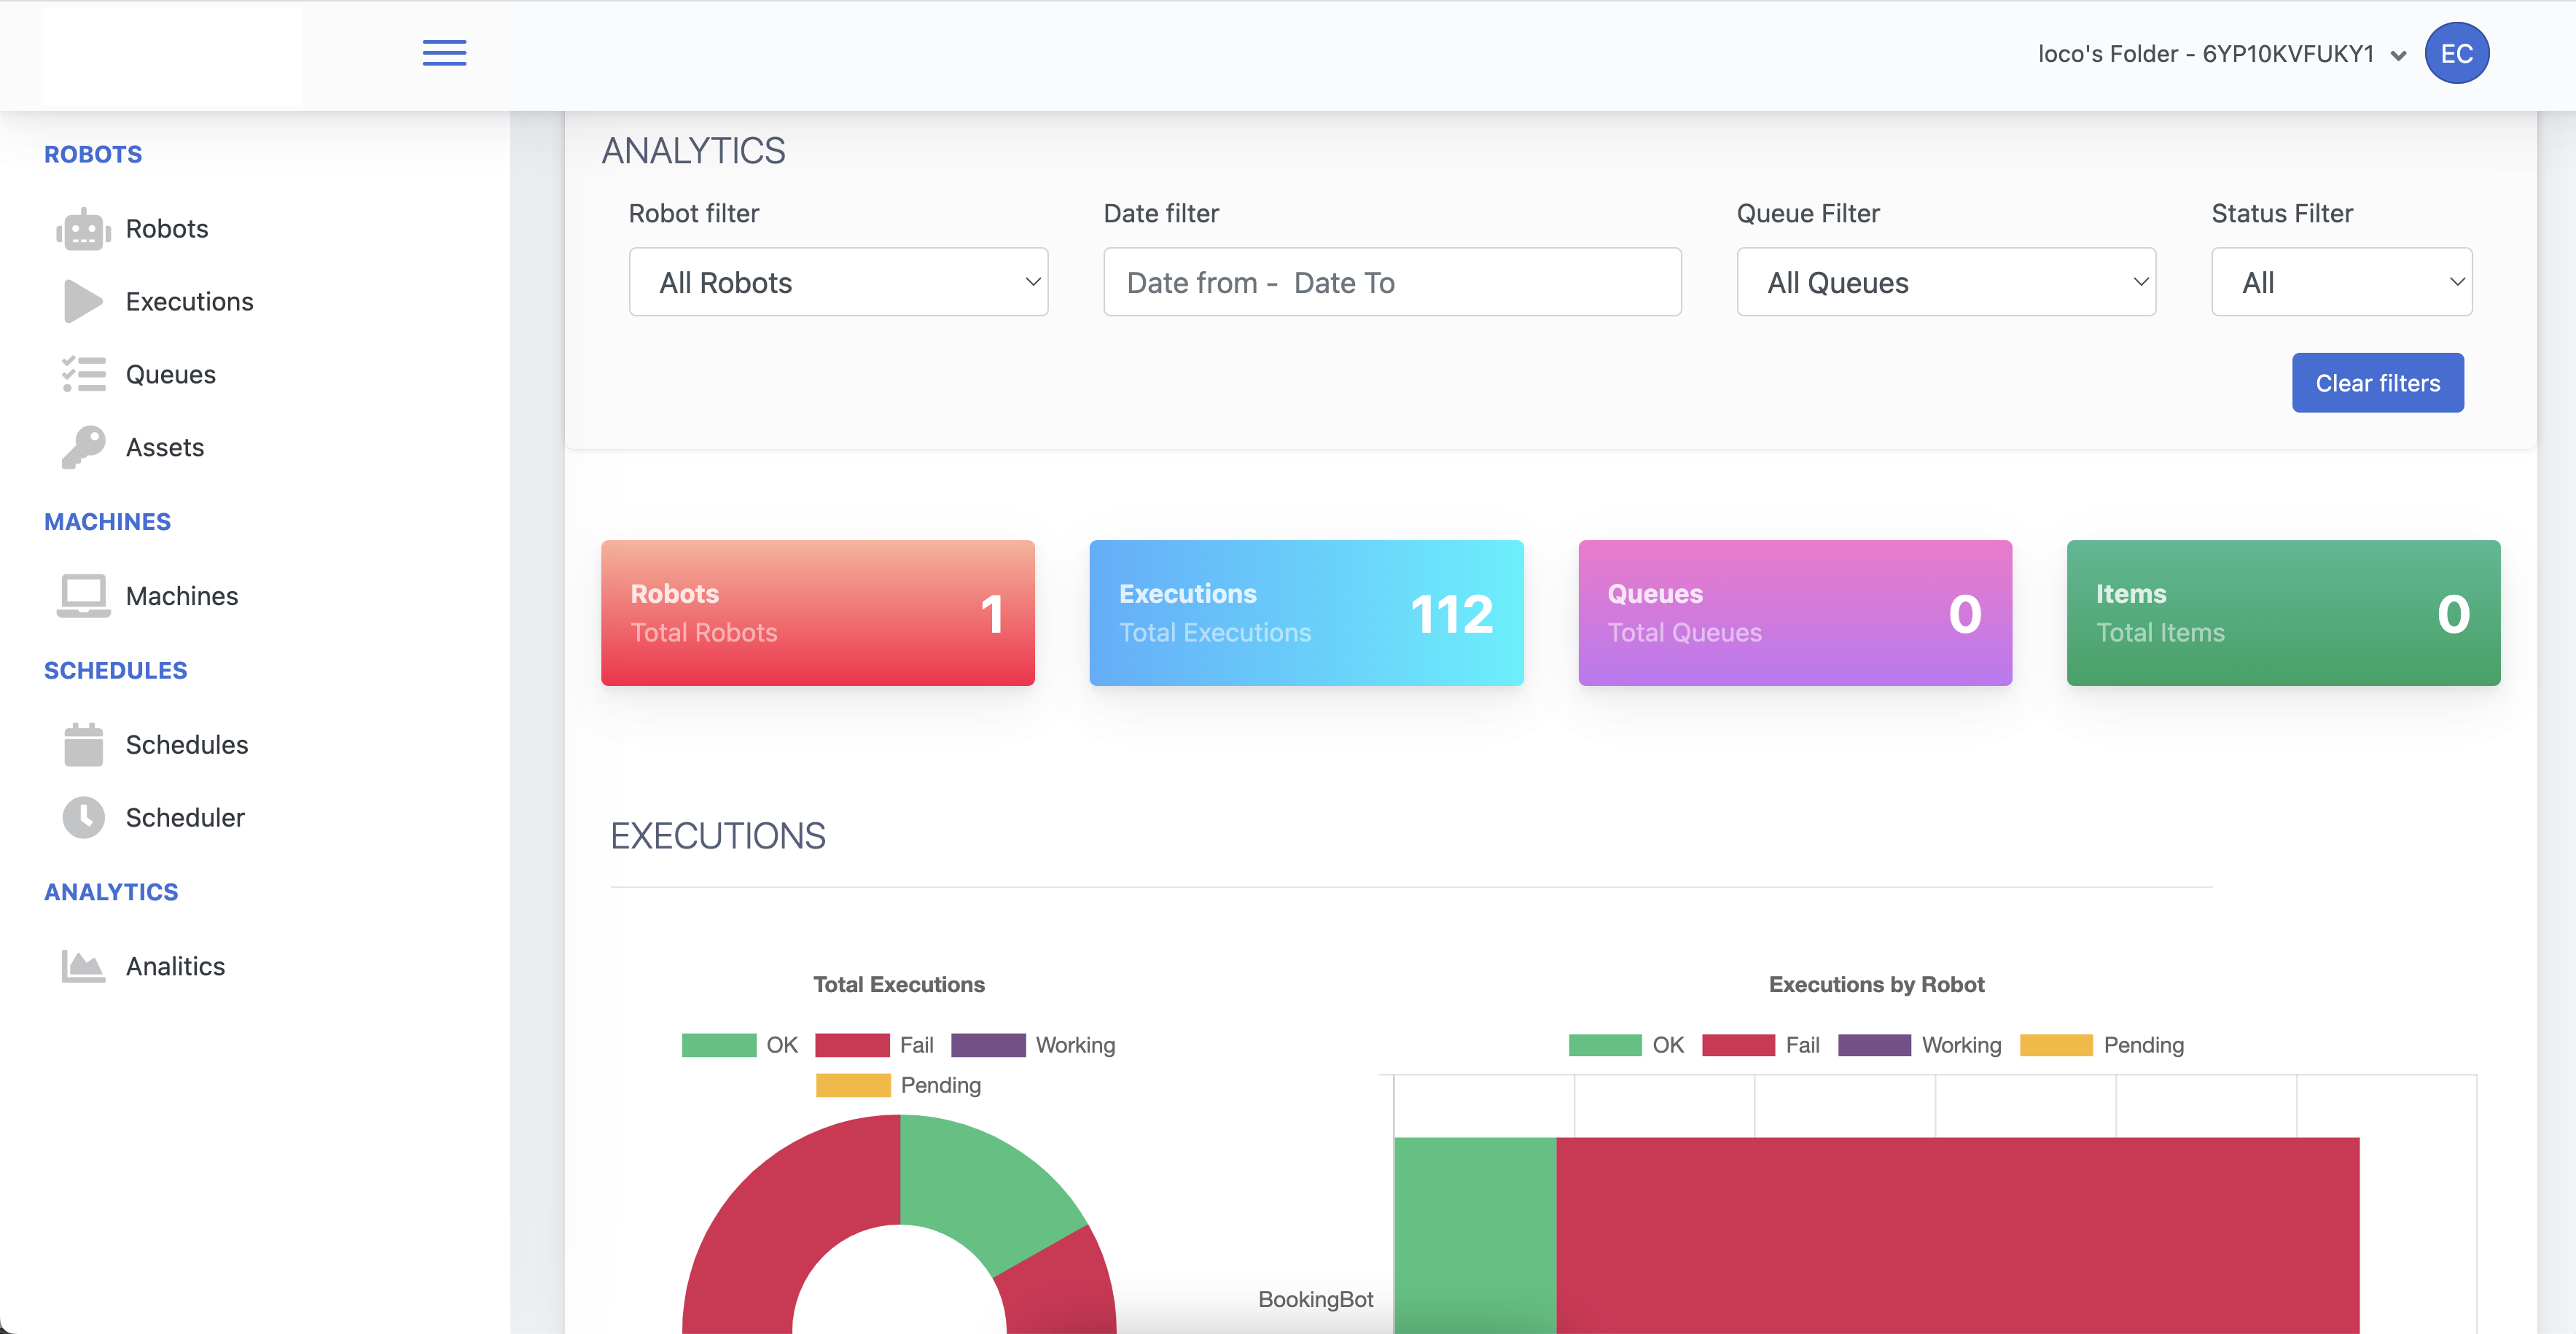 loco's Folder - 6YP10KVFUKY1
EC
ROBOTS
Robots
Executions
Queues
Assets
MACHINES
Machines
SCHEDULES
Schedules
Scheduler
ANALYTICS
Analitics
ANALYTICS
Robot filter
Date filter
Queue Filter
Status Filter
All Robots
Date from -  Date To
All Queues
All
Clear filters
Robots
Total Robots
1
Executions
Total Executions
112
Queues
Total Queues
0
Items
Total Items
0
EXECUTIONS
Total Executions
OK Fail Working
Pending
Executions by Robot
OK Fail Working Pending
BookingBot